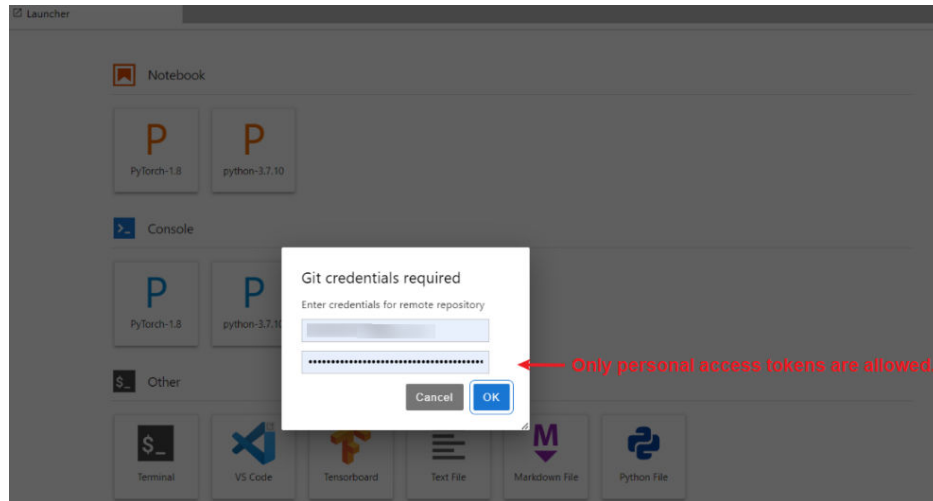 Launcher
Notebook
P
P
PyTorch-1.8
python-3.7.10
Console
P
P
PyTorch-1.8
python-3.7.10
Git credentials required
Enter credentials for remote repository
•••••••••••••••••••••••••••••••••••••••
Only personal access tokens are allowed.
Cancel
OK
$_ Other
$_
M
Terminal
VS Code
Tensorboard
Text File
Markdown File
Python File